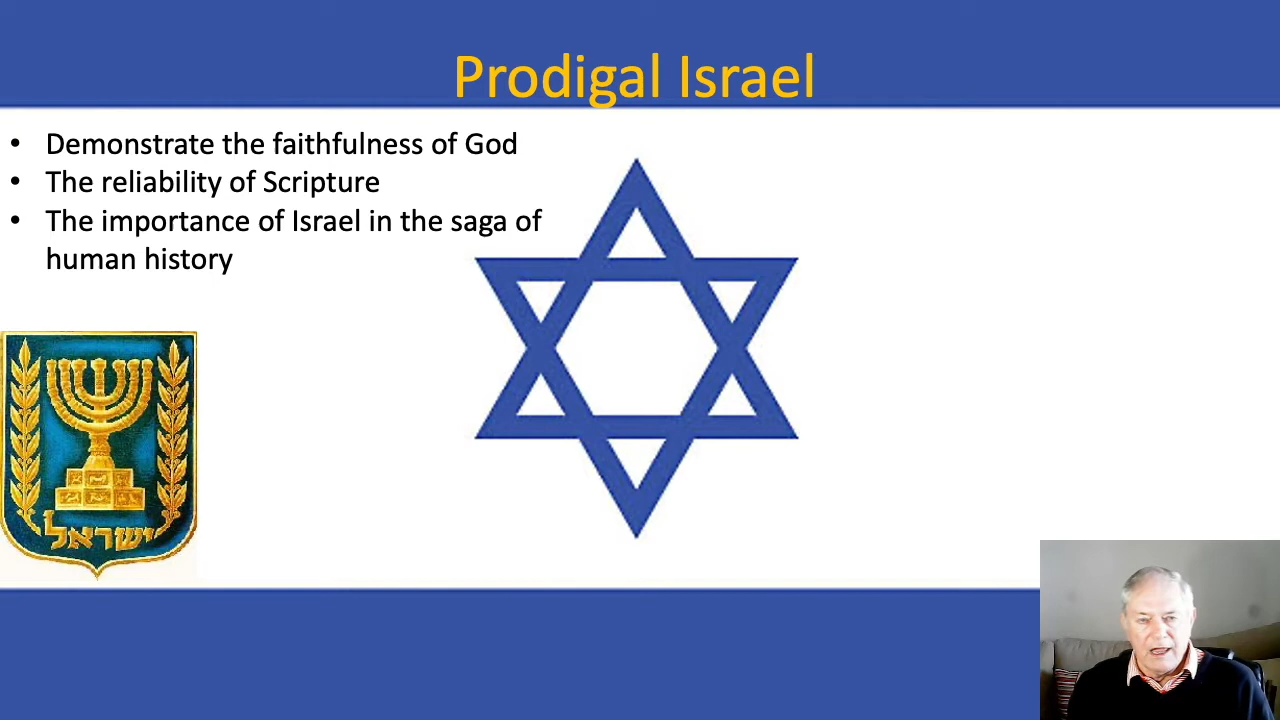 Prodigal Israel
• Demonstrate the faithfulness of God
• The reliability of Scripture
• The importance of Israel in the saga of
human history
ישראל